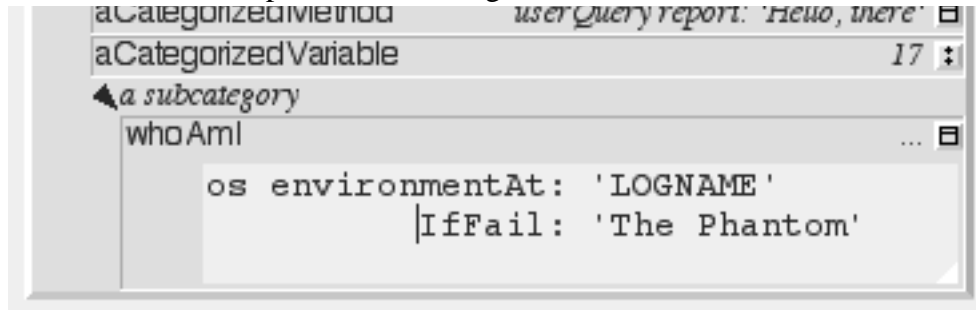 aCategorizedMethod userQuery report: 'Hello, there'
aCategorizedVariable 17
a subcategory
whoAmI ...
os environmentAt: 'LOGNAME'
IfFail: 'The Phantom'